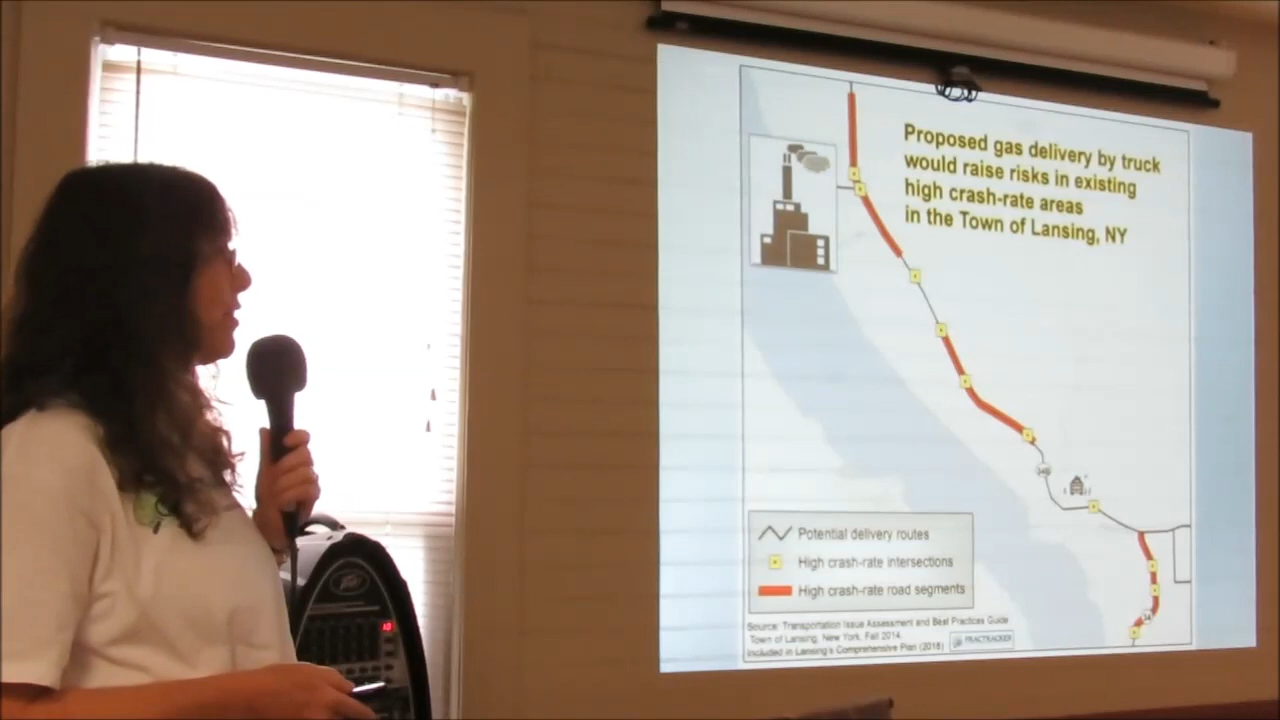 Proposed gas delivery by truck
would raise risks in existing
high crash-rate areas
in the Town of Lansing, NY
Potential delivery routes
High crash-rate intersections
High crash-rate road segments
Source: Transportation Issue Assessment and Best Practices Guide
Town of Lansing, New York, Fall 2014.
Included in Lansing's Comprehensive Plan (2018)
FRACTRACKER
PEAVEY
34